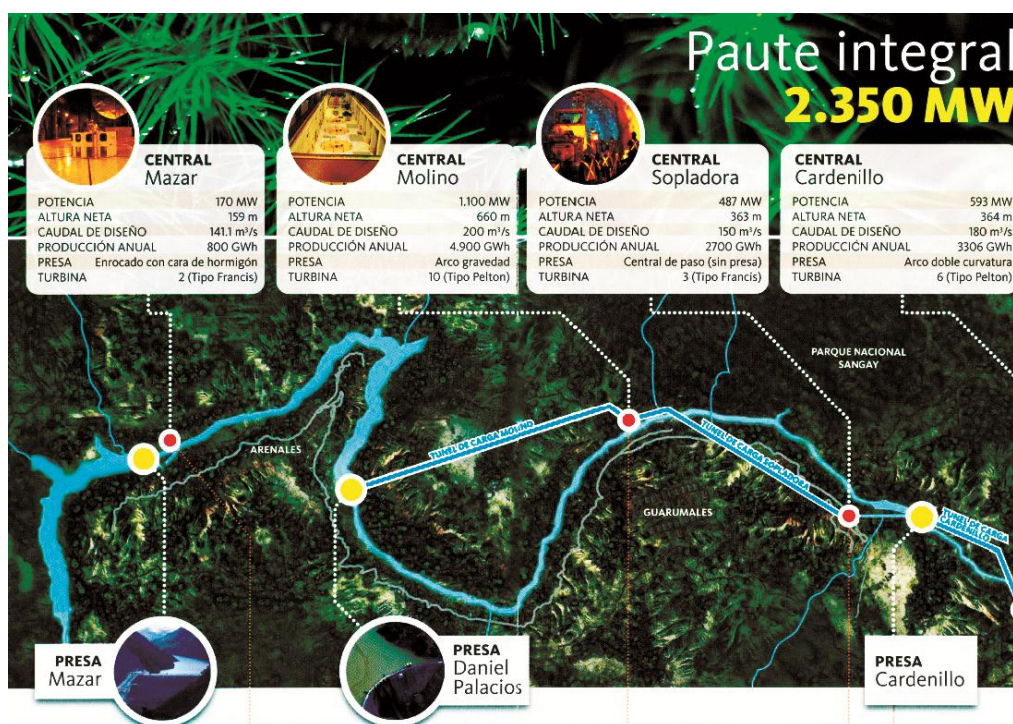 Paute integral
2.350 MW
CENTRAL
Mazar
POTENCIA 170 MW
ALTURA NETA 159 m
CAUDAL DE DISEÑO 141.1 m³/s
PRODUCCIÓN ANUAL 800 GWh
PRESA Enrocado con cara de hormigón
TURBINA 2 (Tipo Francis)
CENTRAL
Molino
POTENCIA 1.100 MW
ALTURA NETA 660 m
CAUDAL DE DISEÑO 200 m³/s
PRODUCCIÓN ANUAL 4.900 GWh
PRESA Arco gravedad
TURBINA 10 (Tipo Pelton)
CENTRAL
Sopladora
POTENCIA 487 MW
ALTURA NETA 363 m
CAUDAL DE DISEÑO 150 m³/s
PRODUCCIÓN ANUAL 2700 GWh
PRESA Central de paso (sin presa)
TURBINA 3 (Tipo Francis)
CENTRAL
Cardenillo
POTENCIA 593 MW
ALTURA NETA 364 m
CAUDAL DE DISEÑO 180 m³/s
PRODUCCIÓN ANUAL 3306 GWh
PRESA Arco doble curvatura
TURBINA 6 (Tipo Pelton)
PARQUE NACIONAL
SANGAY
ARENALES
TUNEL DE CARGA MOLINO
TUNEL DE CARGA SOPLADORA
GUARUMALES
TUNEL DE CARGA
CARDENILLO
PRESA
Mazar
PRESA
Daniel
Palacios
PRESA
Cardenillo